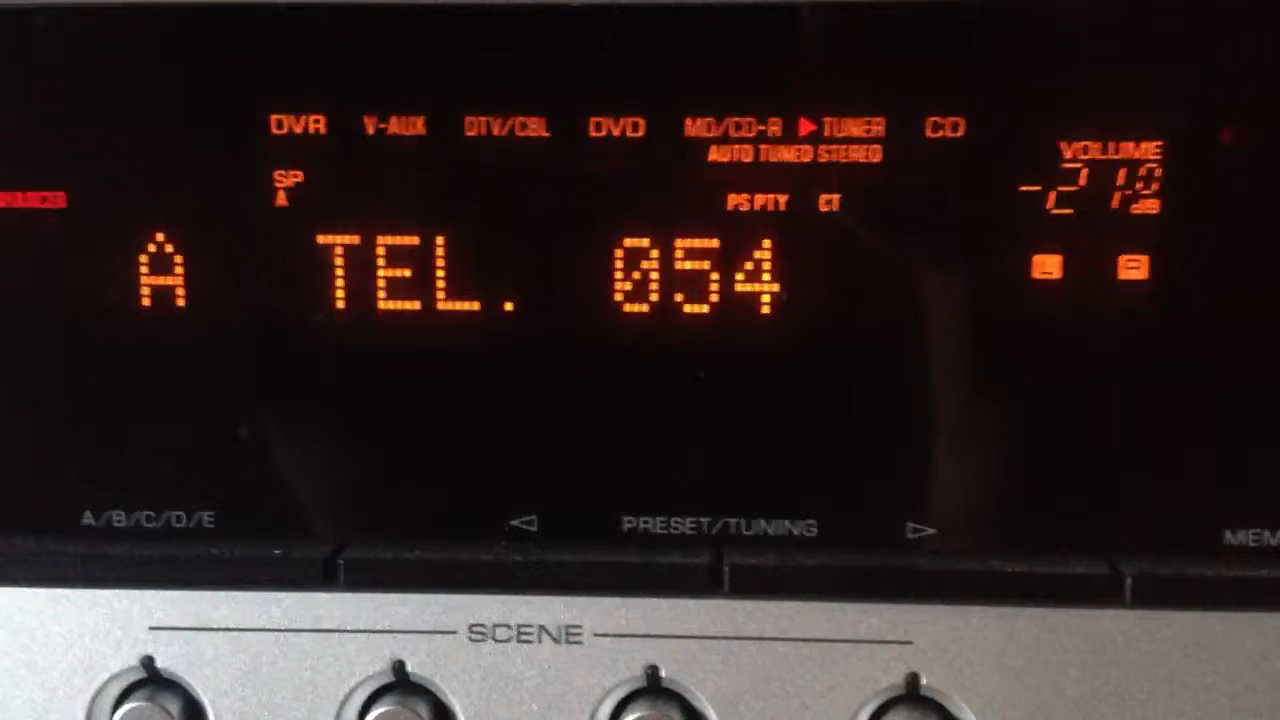 DVR V-AUX DTV/CBL DVD MD/CD-R TUNER CD
AUTO TUNED STEREO
VOLUME
SP
A
-21.0
dB
PS PTY CT
A TEL. 054
L R
A/B/C/D/E
PRESET/TUNING
MEM
SCENE